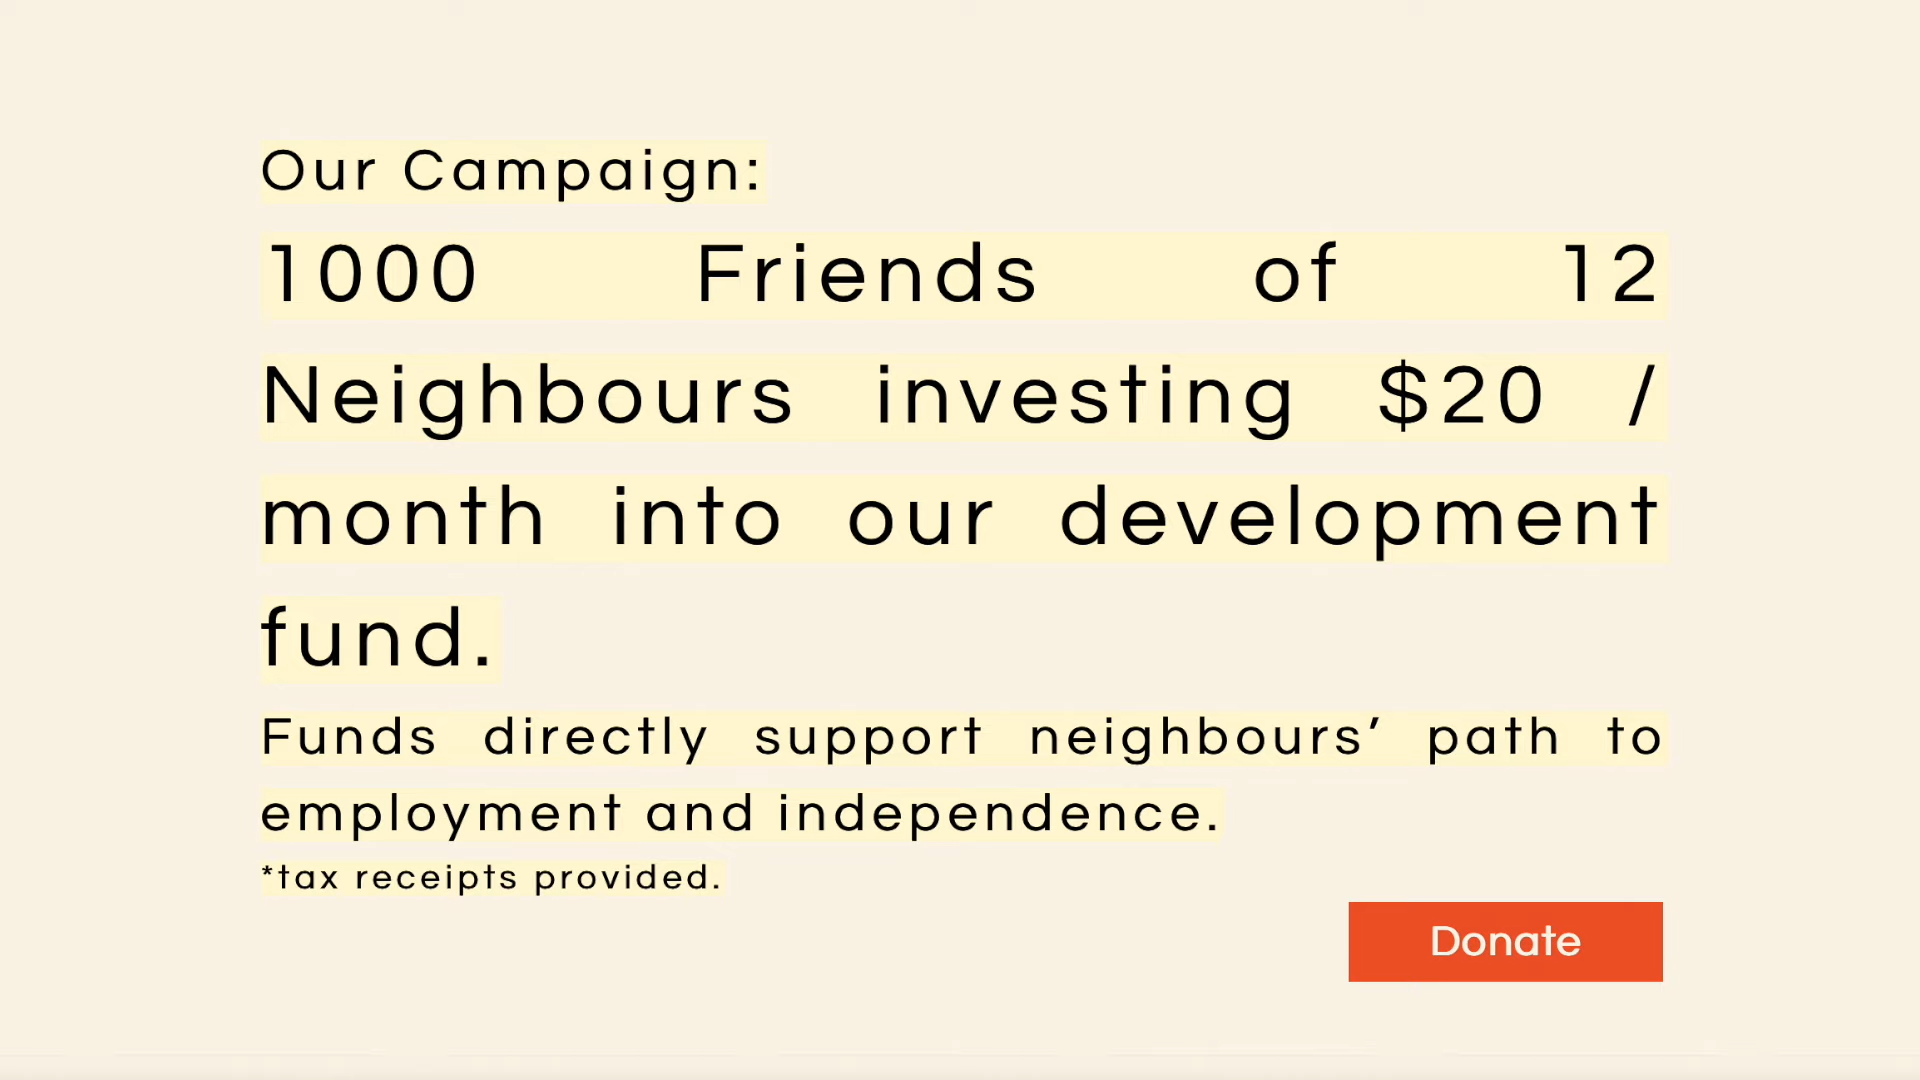 Our Campaign:
1000 Friends of 12
Neighbours investing $20 /
month into our development
fund.
Funds directly support neighbours’ path to
employment and independence.
*tax receipts provided.
Donate